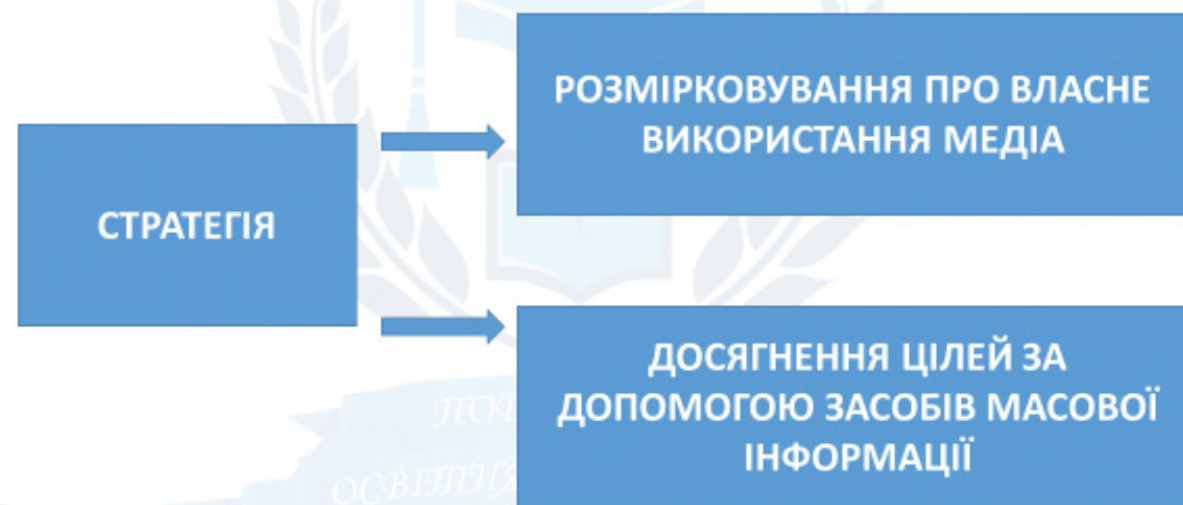 СТРАТЕГІЯ
РОЗМІРКОВУВАННЯ ПРО ВЛАСНЕ
ВИКОРИСТАННЯ МЕДІА
ДОСЯГНЕННЯ ЦІЛЕЙ ЗА
ДОПОМОГОЮ ЗАСОБІВ МАСОВОЇ
ІНФОРМАЦІЇ